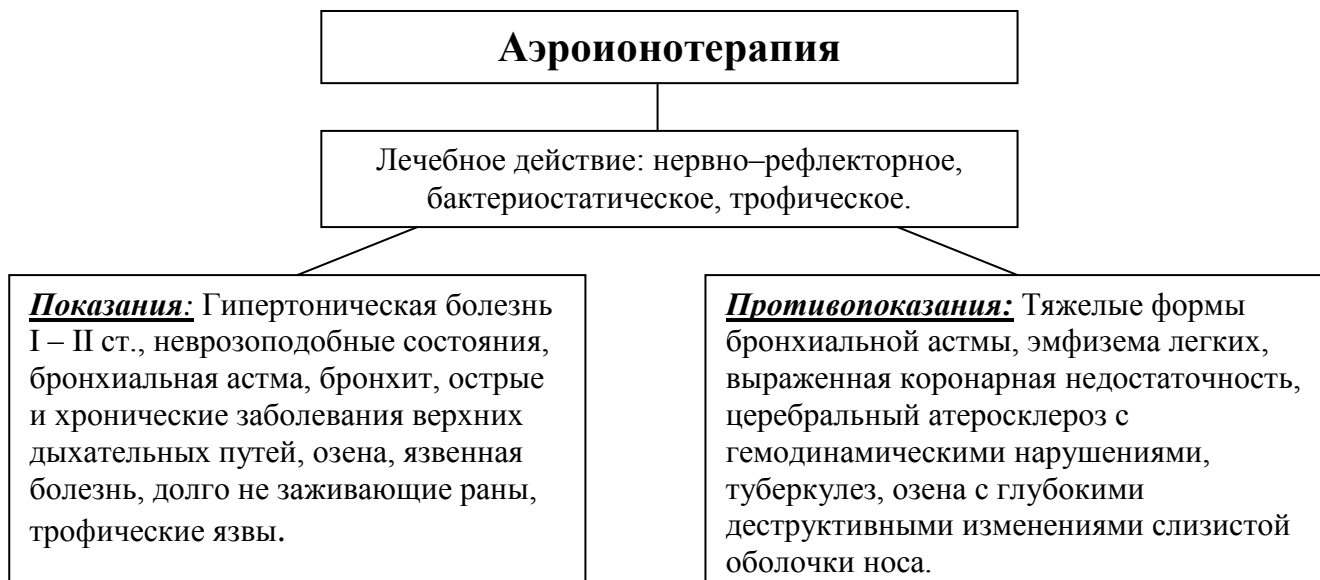 Аэроионотерапия
Лечебное действие: нервно–рефлекторное,
бактериостатическое, трофическое.
Показания: Гипертоническая болезнь
I – II ст., неврозоподобные состояния,
бронхиальная астма, бронхит, острые
и хронические заболевания верхних
дыхательных путей, озена, язвенная
болезнь, долго не заживающие раны,
трофические язвы.
Противопоказания: Тяжелые формы
бронхиальной астмы, эмфизема легких,
выраженная коронарная недостаточность,
церебральный атеросклероз с
гемодинамическими нарушениями,
туберкулез, озена с глубокими
деструктивными изменениями слизистой
оболочки носа.